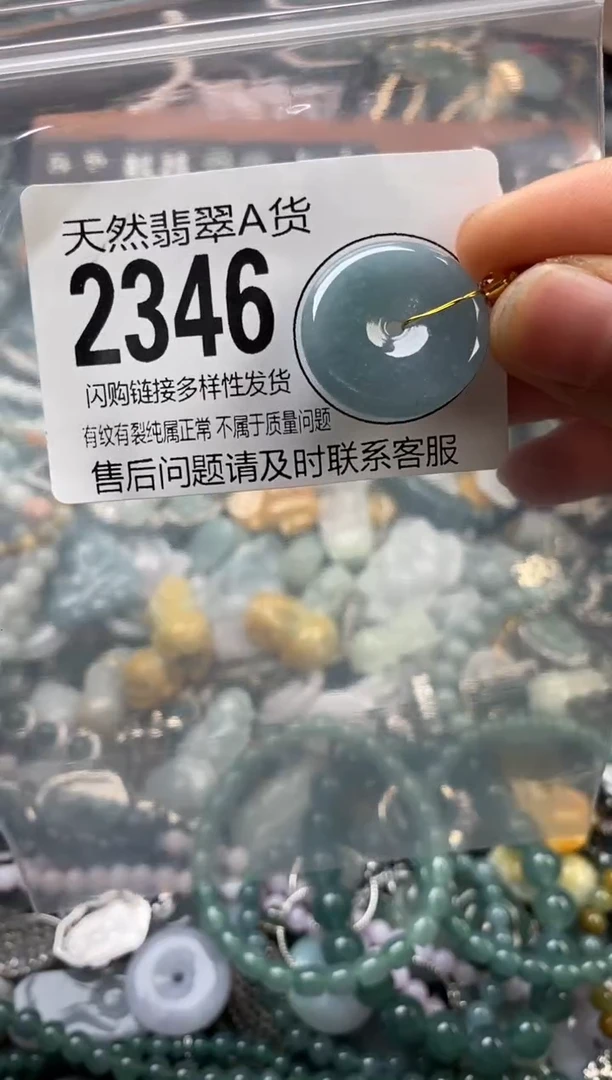 天然翡翠A货
2346
闪购链接多样性发货
有纹有裂纯属正常 不属于质量问题
售后问题请及时联系客服